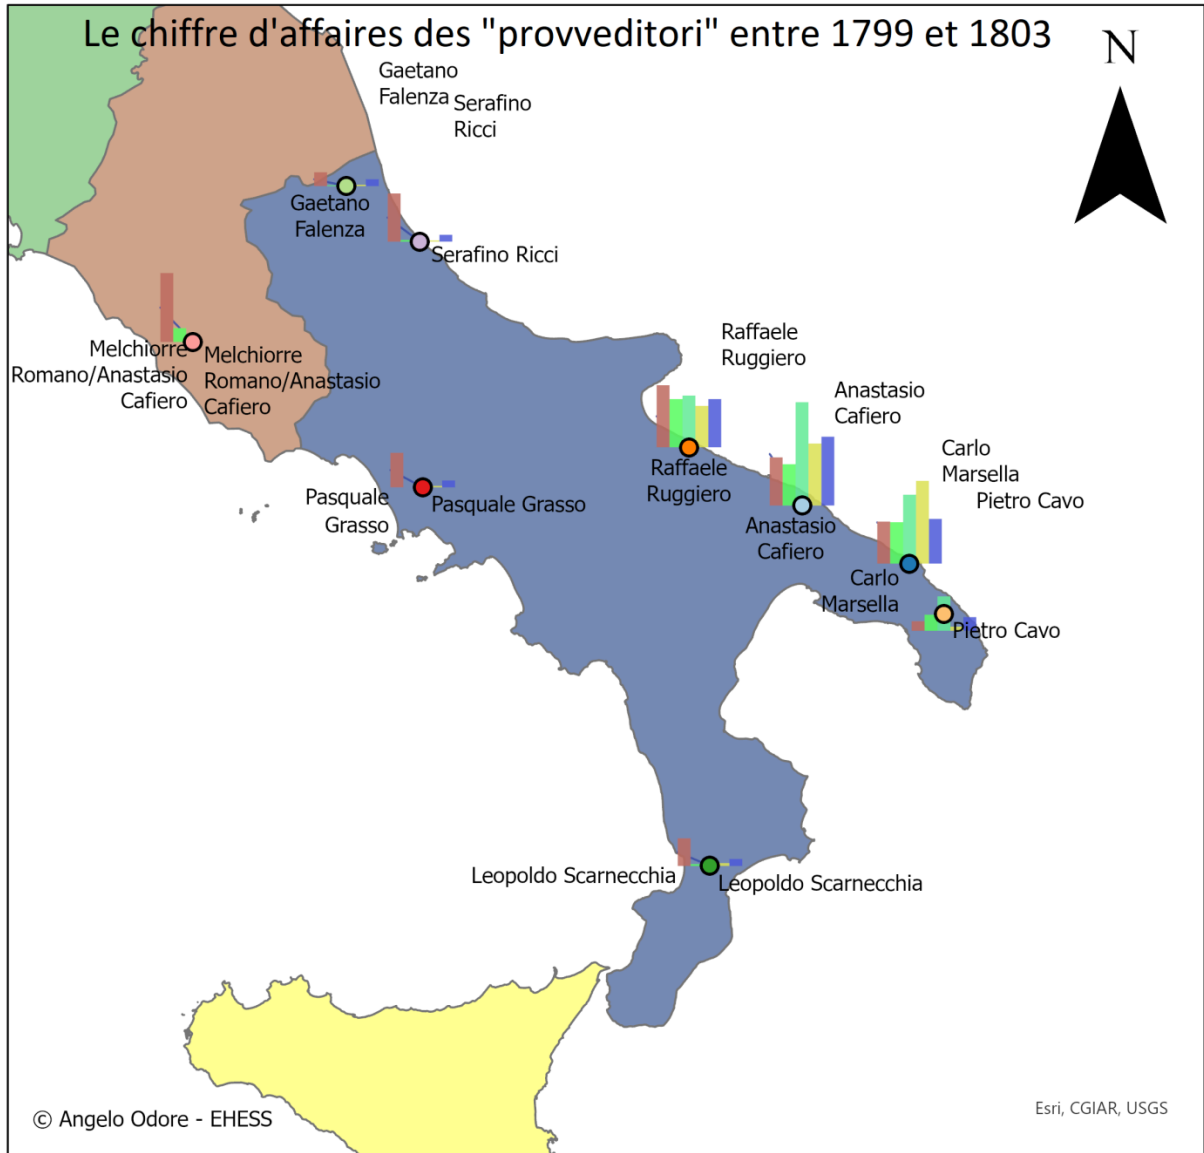 Le chiffre d'affaires des "provveditori" entre 1799 et 1803
N
Gaetano
Falenza
Serafino
Ricci
Gaetano
Falenza
Serafino Ricci
Melchiorre
Romano/Anastasio
Cafiero
Melchiorre
Romano/Anastasio
Cafiero
Raffaele
Ruggiero
Anastasio
Cafiero
Carlo
Marsella
Pietro Cavo
Raffaele
Ruggiero
Pasquale
Grasso
Pasquale Grasso
Anastasio
Cafiero
Carlo
Marsella
Pietro Cavo
Leopoldo Scarnecchia
Leopoldo Scarnecchia
© Angelo Odore - EHESS
Esri, CGIAR, USGS